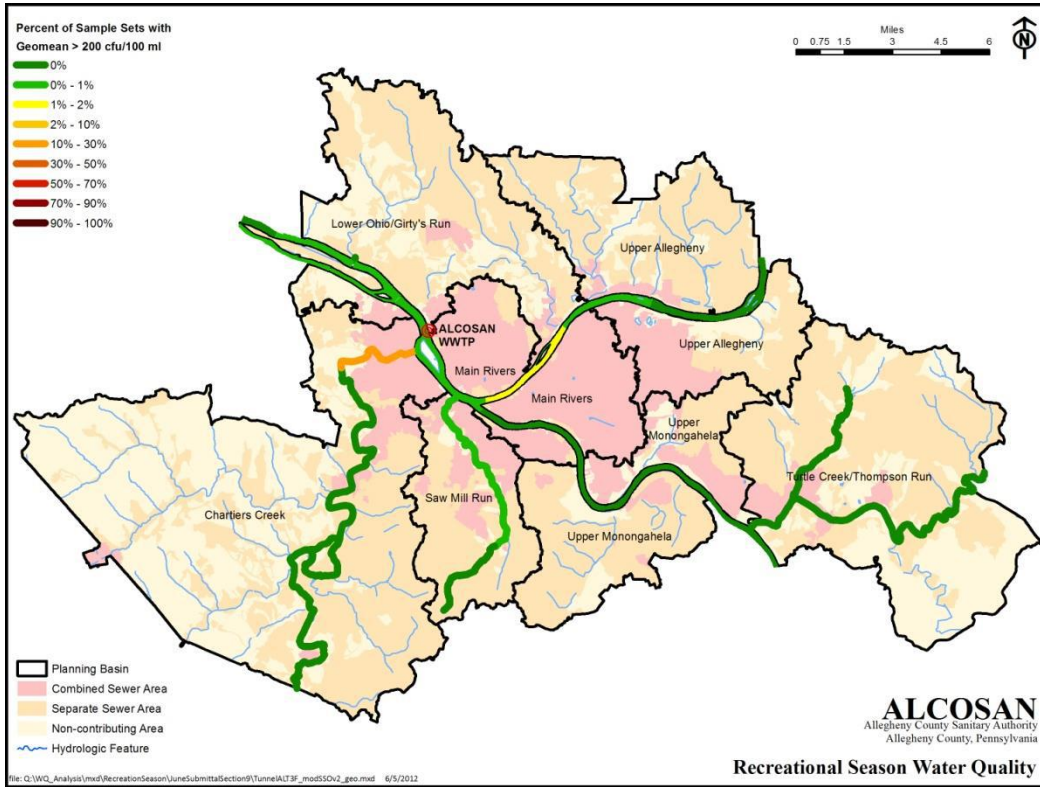 Percent of Sample Sets with
Geomean > 200 cfu/100 ml
0%
0% - 1%
1% - 2%
2% - 10%
10% - 30%
30% - 50%
50% - 70%
70% - 90%
90% - 100%
Miles
0 0.75 1.5 3 4.5 6
N
Lower Ohio/Girty's Run
Upper Allegheny
ALCOSAN
WWTP
Upper Allegheny
Main Rivers
Main Rivers
Upper
Monongahela
Turtle Creek/Thompson Run
Saw Mill Run
Chartiers Creek
Upper Monongahela
Planning Basin
Combined Sewer Area
Separate Sewer Area
Non-contributing Area
Hydrologic Feature
ALCOSAN
Allegheny County Sanitary Authority
Allegheny County, Pennsylvania
Recreational Season Water Quality
file: Q:\WQ_Analysis\mxd\RecreationSeason\JuneSubmittalSection9\TunnelALT3F_modSSOv2_geo.mxd 6/5/2012